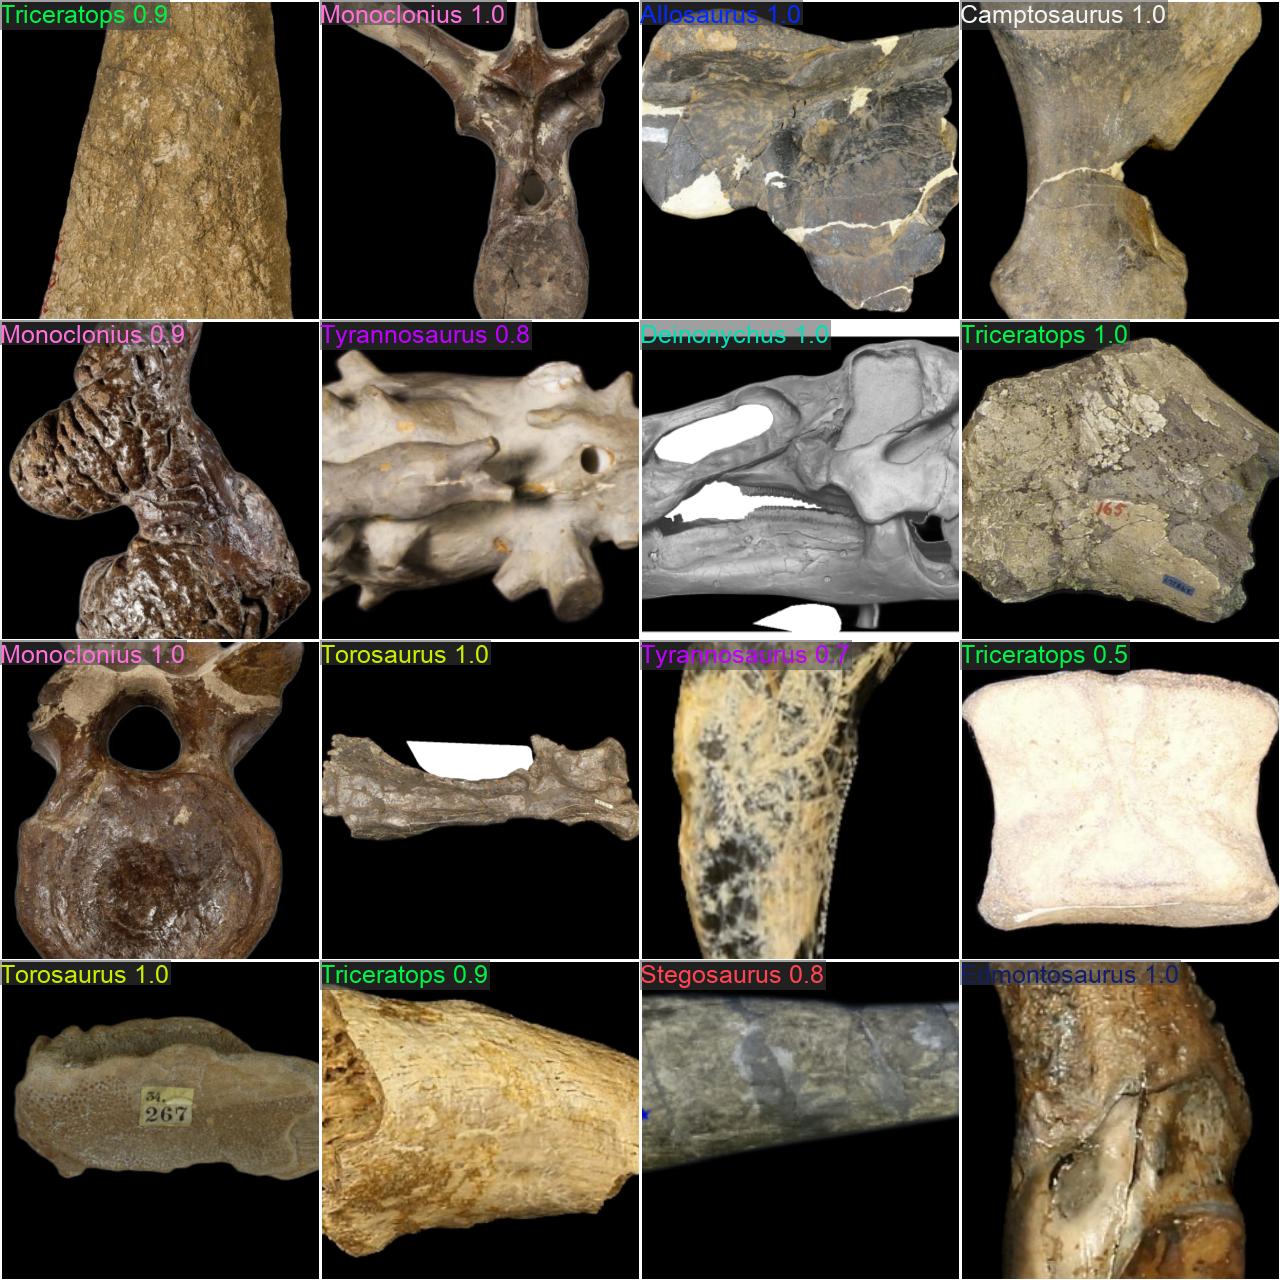 Triceratops 0.9
Monoclonius 1.0
Allosaurus 1.0
Camptosaurus 1.0
Monoclonius 0.9
Tyrannosaurus 0.8
Deinonychus 1.0
Triceratops 1.0
165
Monoclonius 1.0
Torosaurus 1.0
Tyrannosaurus 0.7
Triceratops 0.5
Torosaurus 1.0
34.
267
Triceratops 0.9
Stegosaurus 0.8
Edmontosaurus 1.0